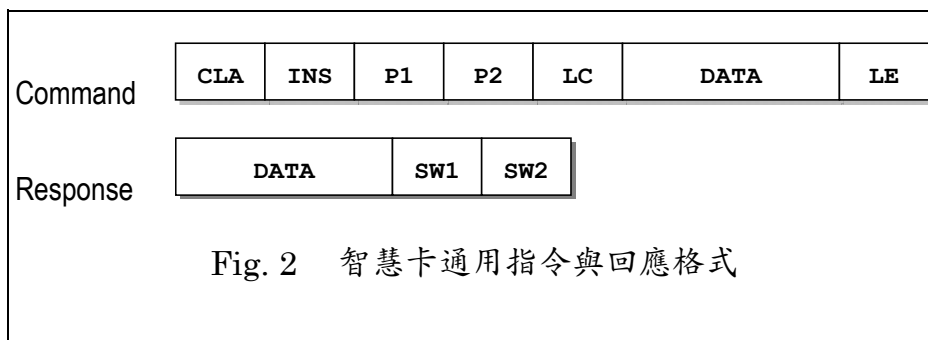 Command CLA INS P1 P2 LC DATA LE
Response DATA SW1 SW2
Fig. 2 智慧卡通用指令與回應格式